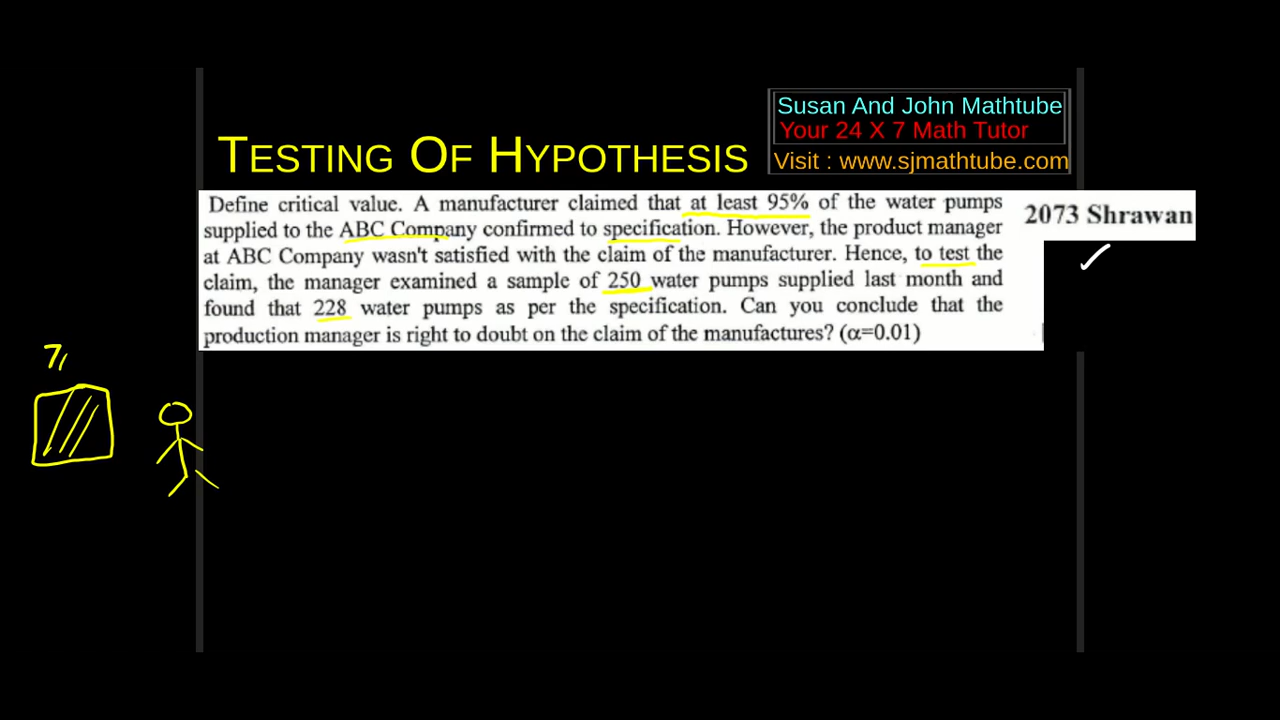 Susan And John Mathtube
Your 24 X 7 Math Tutor
Visit : www.sjmathtube.com
TESTING OF HYPOTHESIS
Define critical value. A manufacturer claimed that at least 95% of the water pumps
supplied to the ABC Company confirmed to specification. However, the product manager
at ABC Company wasn't satisfied with the claim of the manufacturer. Hence, to test the
claim, the manager examined a sample of 250 water pumps supplied last month and
found that 228 water pumps as per the specification. Can you conclude that the
production manager is right to doubt on the claim of the manufactures? (α=0.01)
2073 Shrawan